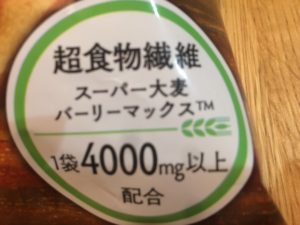 超食物繊維
スーパー大麦
バーリーマックス™
1袋4000mg以上
配合